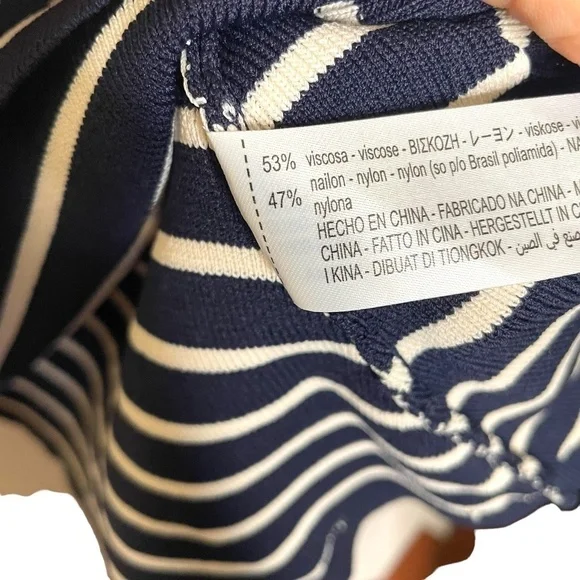 53% viscosa - viscose - ΒΙΣΚΟΖΗ - レーヨン - viskose - 
nailon - nylon - nylon (so p/o Brasil poliamida) -
47% nylona
HECHO EN CHINA - FABRICADO NA CHINA -
CHINA - FATTO IN CINA - HERGESTELLT IN
I KINA - DIBUAT DI TIONGKOK - صنع في الصين